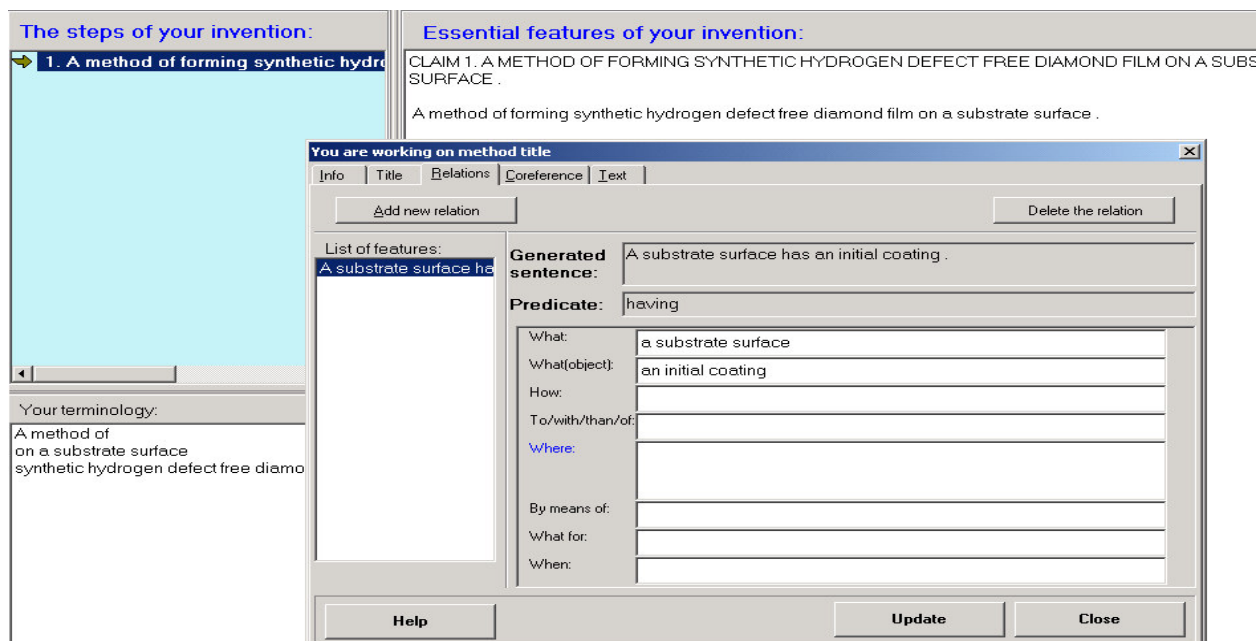 The steps of your invention:
1. A method of forming synthetic hydr
Essential features of your invention:
CLAIM 1. A METHOD OF FORMING SYNTHETIC HYDROGEN DEFECT FREE DIAMOND FILM ON A SUBS
SURFACE .
A method of forming synthetic hydrogen defect free diamond film on a substrate surface .
You are working on method title
Info Title Relations Coreference Text
Add new relation
Delete the relation
List of features:
A substrate surface ha
Generated sentence:
A substrate surface has an initial coating .
Predicate:
having
What:
a substrate surface
What(object):
an initial coating
How:
To/with/than/of:
Where:
By means of:
What for:
When:
Help
Update
Close
Your terminology:
A method of
on a substrate surface
synthetic hydrogen defect free diamo